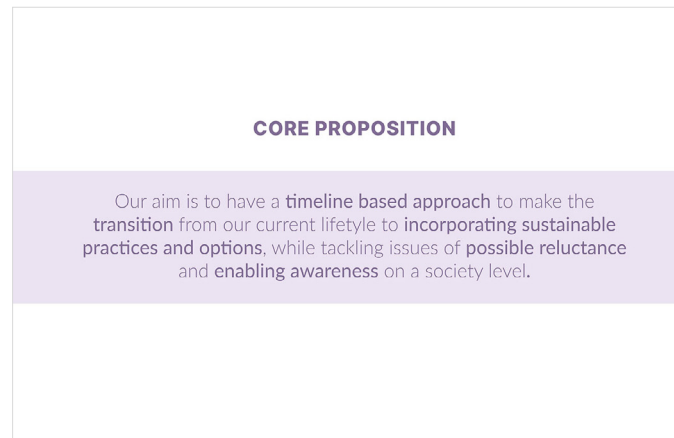 CORE PROPOSITION
Our aim is to have a timeline based approach to make the
transition from our current lifetyle to incorporating sustainable
practices and options, while tackling issues of possible reluctance
and enabling awareness on a society level.